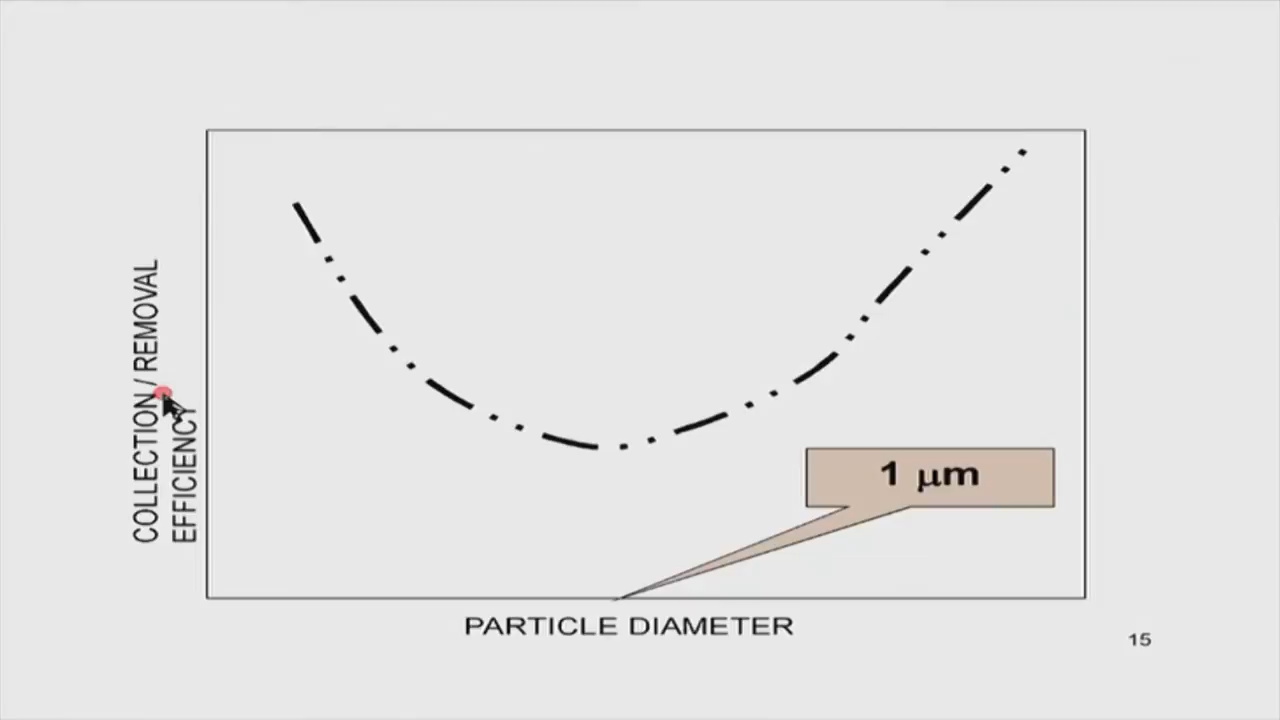 COLLECTION / REMOVAL
EFFICIENCY
1 μm
PARTICLE DIAMETER
15